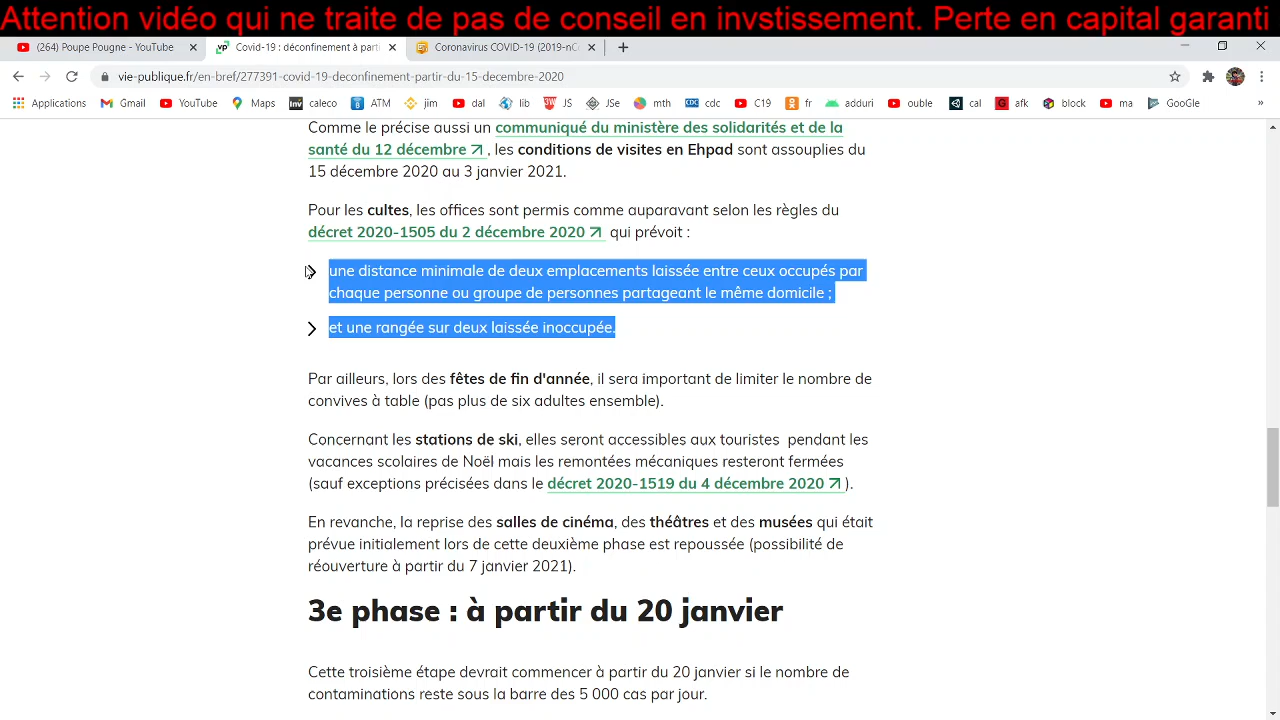 Attention vidéo qui ne traite de pas de conseil en invstissement. Perte en capital garanti
(264) Poupe Pougne - YouTube
Covid-19 : déconfinement à parti
Coronavirus COVID-19 (2019-nCo
vie-publique.fr/en-bref/277391-covid-19-deconfinement-partir-du-15-decembre-2020
Applications Gmail YouTube Maps caleco ATM jim dal lib JS JSe mth cdc C19 fr adduri ouble cal afk block ma GocGle »
Comme le précise aussi un communiqué du ministère des solidarités et de la
santé du 12 décembre, les conditions de visites en Ehpad sont assouplies du
15 décembre 2020 au 3 janvier 2021.
Pour les cultes, les offices sont permis comme auparavant selon les règles du
décret 2020-1505 du 2 décembre 2020 qui prévoit :
une distance minimale de deux emplacements laissée entre ceux occupés par
chaque personne ou groupe de personnes partageant le même domicile ;
et une rangée sur deux laissée inoccupée.
Par ailleurs, lors des fêtes de fin d'année, il sera important de limiter le nombre de
convives à table (pas plus de six adultes ensemble).
Concernant les stations de ski, elles seront accessibles aux touristes pendant les
vacances scolaires de Noël mais les remontées mécaniques resteront fermées
(sauf exceptions précisées dans le décret 2020-1519 du 4 décembre 2020).
En revanche, la reprise des salles de cinéma, des théâtres et des musées qui était
prévue initialement lors de cette deuxième phase est repoussée (possibilité de
réouverture à partir du 7 janvier 2021).
3e phase : à partir du 20 janvier
Cette troisième étape devrait commencer à partir du 20 janvier si le nombre de
contaminations reste sous la barre des 5 000 cas par jour.